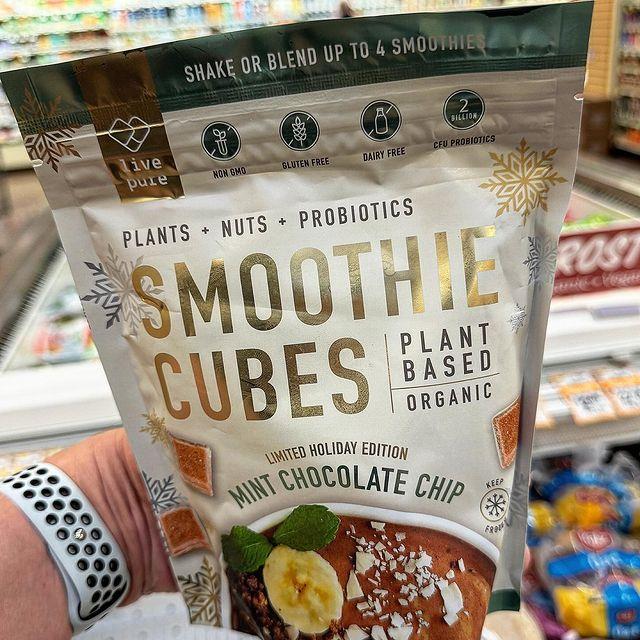 SHAKE OR BLEND UP TO 4 SMOOTHIES
live
pure
NON GMO
GLUTEN FREE
DAIRY FREE
2
BILLION
CFU PROBIOTICS
PLANTS + NUTS + PROBIOTICS
SMOOTHIE
CUBES
PLANT
BASED
ORGANIC
LIMITED HOLIDAY EDITION
MINT CHOCOLATE CHIP
KEEP
FROZEN
ROST